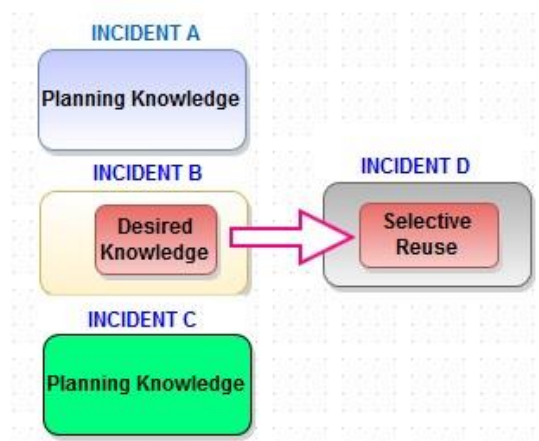 INCIDENT A
Planning Knowledge
INCIDENT B
Desired
Knowledge
INCIDENT D
Selective
Reuse
INCIDENT C
Planning Knowledge